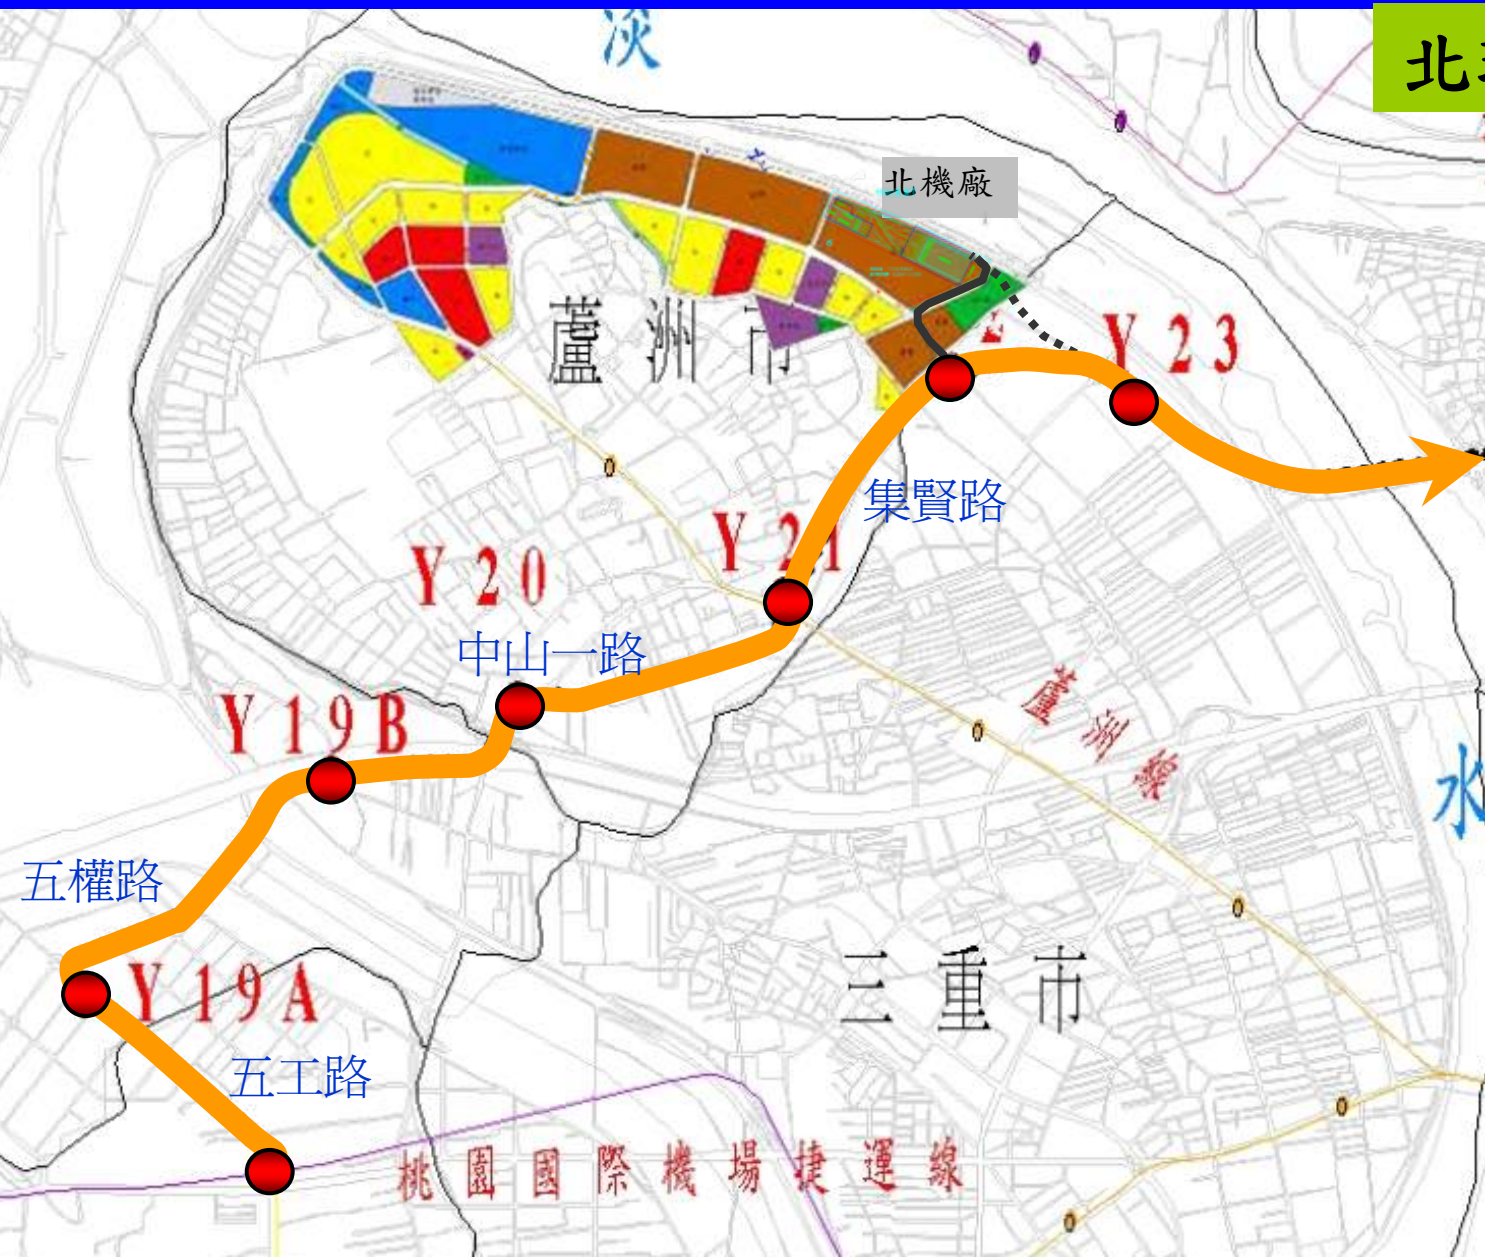 淡
北
北機廠
蘆洲市
Y23
集賢路
Y21
Y20
中山一路
蘆洲線
Y19B
水
五權路
三重市
Y19A
五工路
桃園國際機場捷運線